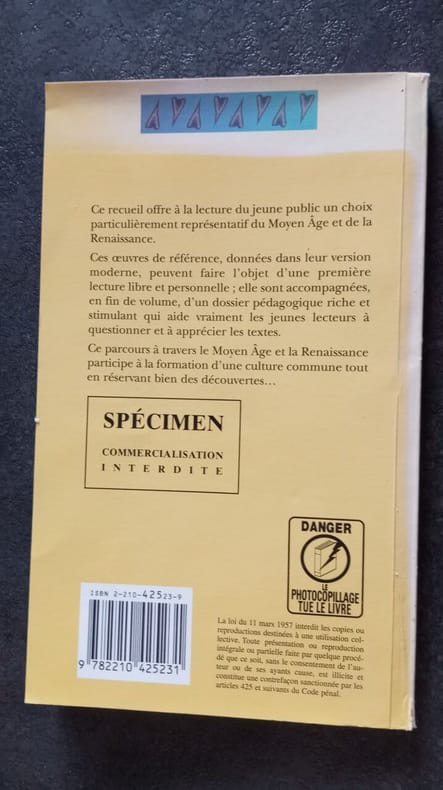 Ce recueil offre à la lecture du jeune public un choix
particulièrement représentatif du Moyen Âge et de la
Renaissance.
Ces œuvres de référence, données dans leur version
moderne, peuvent faire l'objet d'une première
lecture libre et personnelle ; elle sont accompagnées,
en fin de volume, d'un dossier pédagogique riche et
stimulant qui aide vraiment les jeunes lecteurs à
questionner et à apprécier les textes.
Ce parcours à travers le Moyen Âge et la Renaissance
participe à la formation d'une culture commune tout
en réservant bien des découvertes…
SPÉCIMEN
COMMERCIALISATION
INTERDITE
DANGER
LE
PHOTOCOPILLAGE
TUE LE LIVRE
ISBN 2-210-42523-9
9 782210 425231
La loi du 11 mars 1957 interdit les copies ou
reproductions destinées à une utilisation col-
lective. Toute présentation ou reproduction
intégrale ou partielle faite par quelque procé-
dé que ce soit, sans le consentement de l'au-
teur ou de ses ayants cause, est illicite et
constitue une contrefaçon sanctionnée par les
articles 425 et suivants du Code pénal.